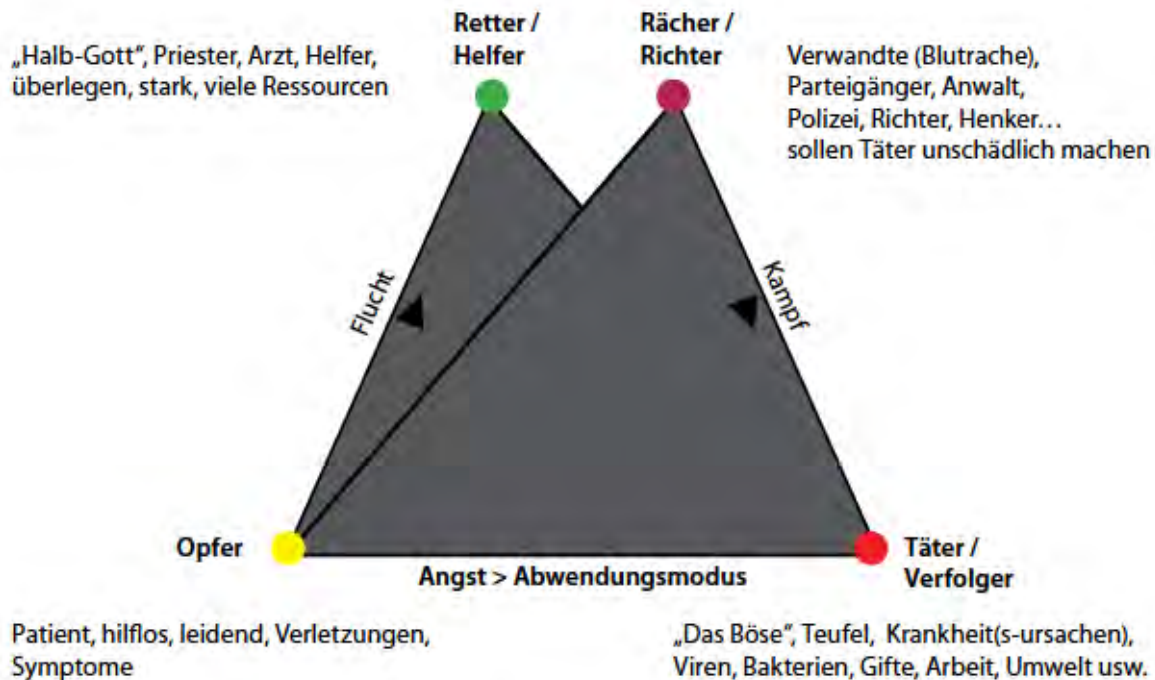 Retter /
Helfer
Rächer /
Richter
„Halb-Gott“, Priester, Arzt, Helfer,
überlegen, stark, viele Ressourcen
Verwandte (Blutrache),
Parteigänger, Anwalt,
Polizei, Richter, Henker…
sollen Täter unschädlich machen
Flucht
Kampf
Opfer
Täter /
Verfolger
Angst > Abwendungsmodus
Patient, hilflos, leidend, Verletzungen,
Symptome
„Das Böse“, Teufel, Krankheit(s-ursachen),
Viren, Bakterien, Gifte, Arbeit, Umwelt usw.